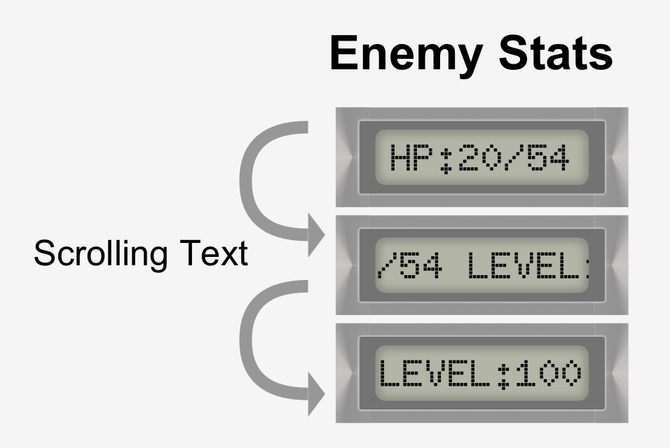 Enemy Stats
HP:20/54
Scrolling Text
/54 LEVEL:
LEVEL:100